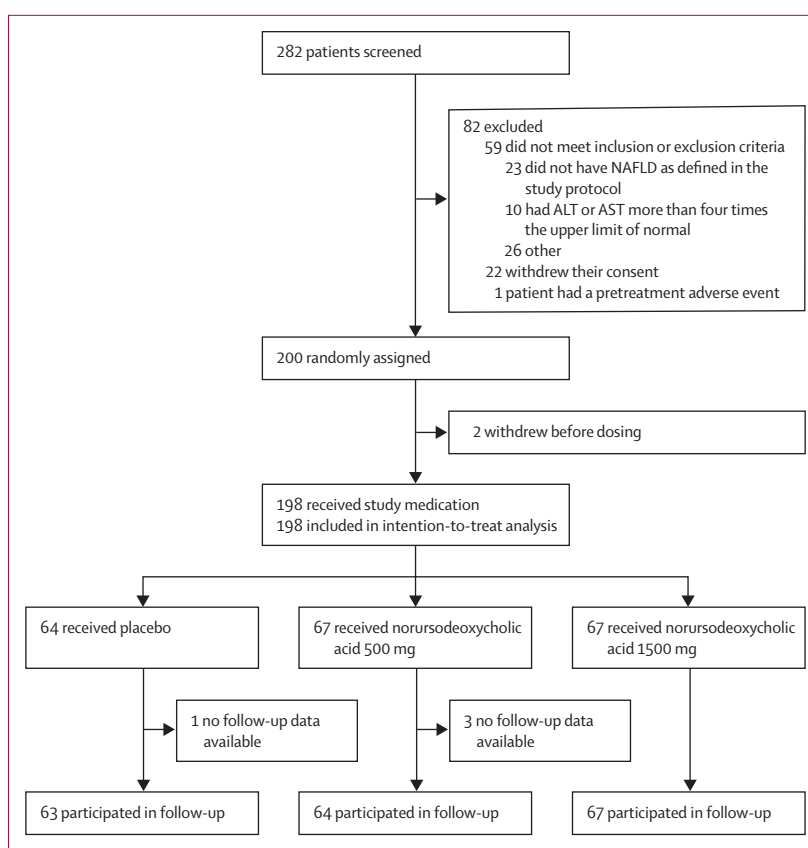 282 patients screened
82 excluded
59 did not meet inclusion or exclusion criteria
23 did not have NAFLD as defined in the
study protocol
10 had ALT or AST more than four times
the upper limit of normal
26 other
22 withdrew their consent
1 patient had a pretreatment adverse event
200 randomly assigned
2 withdrew before dosing
198 received study medication
198 included in intention-to-treat analysis
64 received placebo
67 received norursodeoxycholic
acid 500 mg
67 received norursodeoxycholic
acid 1500 mg
1 no follow-up data
available
3 no follow-up data
available
63 participated in follow-up
64 participated in follow-up
67 participated in follow-up